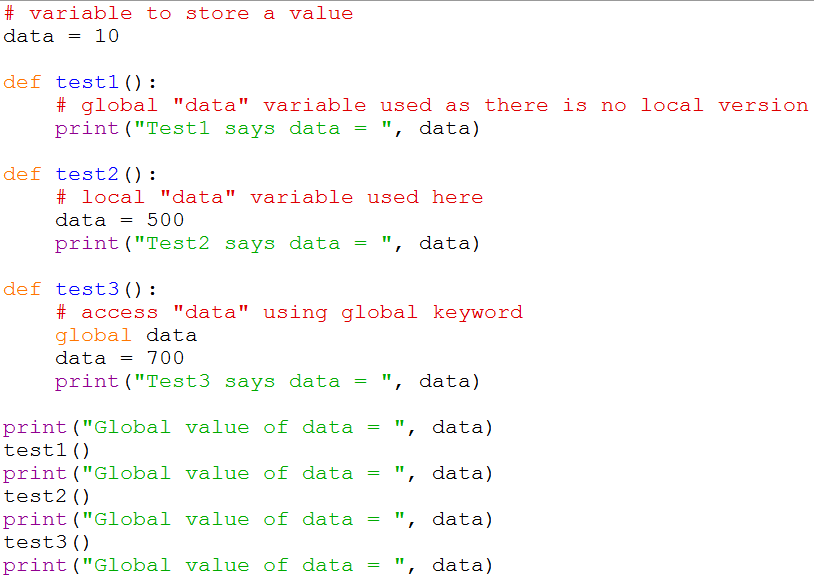 # variable to store a value
data = 10
def test1():
# global "data" variable used as there is no local version
print("Test1 says data = ", data)
def test2():
# local "data" variable used here
data = 500
print("Test2 says data = ", data)
def test3():
# access "data" using global keyword
global data
data = 700
print("Test3 says data = ", data)
print("Global value of data = ", data)
test1()
print("Global value of data = ", data)
test2()
print("Global value of data = ", data)
test3()
print("Global value of data = ", data)